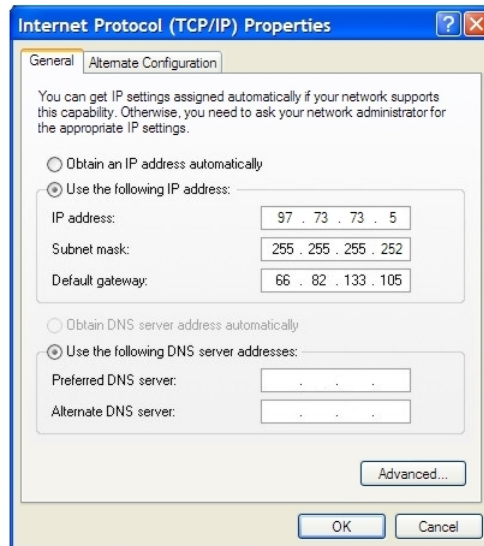 Internet Protocol (TCP/IP) Properties
General
Alternate Configuration
You can get IP settings assigned automatically if your network supports
this capability. Otherwise, you need to ask your network administrator for
the appropriate IP settings.
Obtain an IP address automatically
Use the following IP address:
IP address: 97 . 73 . 73 . 5
Subnet mask: 255 . 255 . 255 . 252
Default gateway: 66 . 82 . 133 . 105
Obtain DNS server address automatically
Use the following DNS server addresses:
Preferred DNS server: . . .
Alternate DNS server: . . .
Advanced...
OK
Cancel